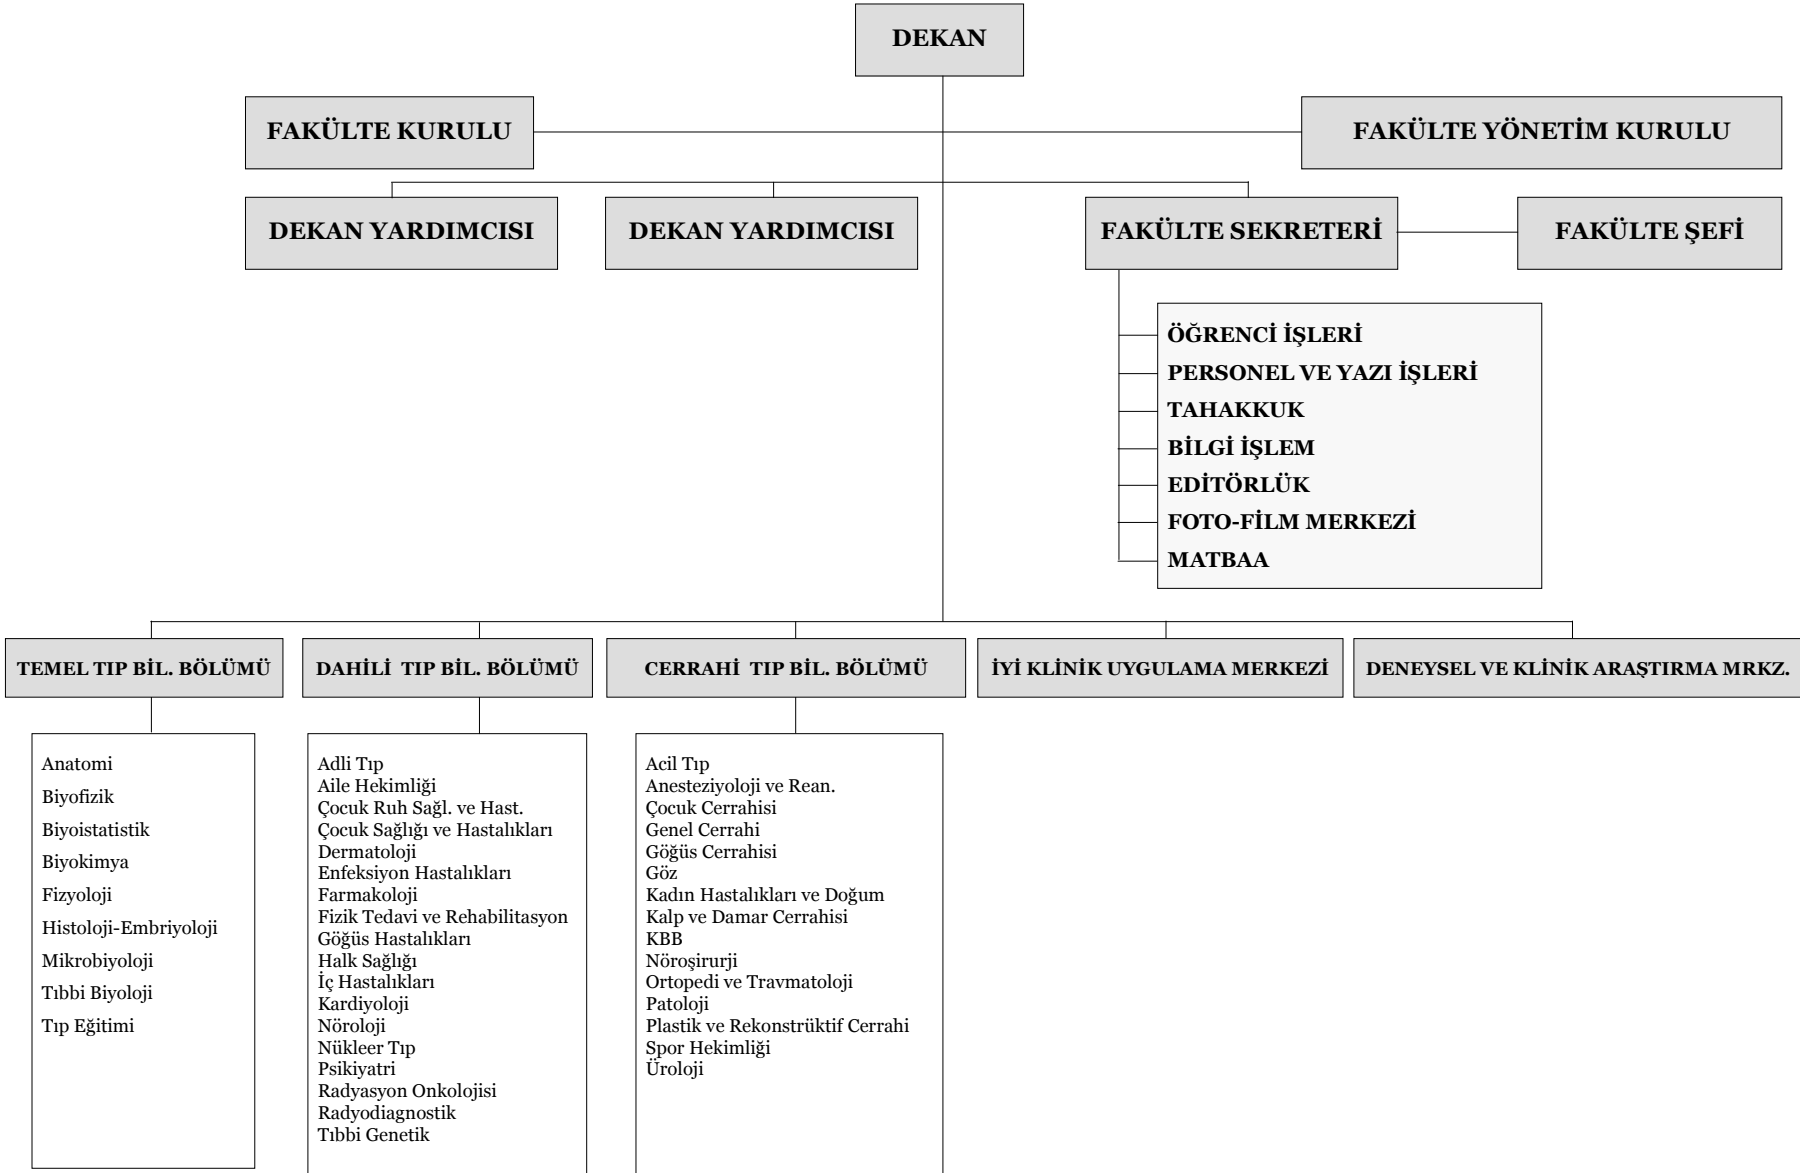 DEKAN
FAKÜLTE KURULU
FAKÜLTE YÖNETİM KURULU
DEKAN YARDIMCISI
DEKAN YARDIMCISI
FAKÜLTE SEKRETERİ
FAKÜLTE ŞEFİ
ÖĞRENCİ İŞLERİ
PERSONEL VE YAZI İŞLERİ
TAHAKKUK
BİLGİ İŞLEM
EDİTÖRLÜK
FOTO-FİLM MERKEZİ
MATBAA
TEMEL TIP BİL. BÖLÜMÜ
DAHİLİ TIP BİL. BÖLÜMÜ
CERRAHİ TIP BİL. BÖLÜMÜ
İYİ KLİNİK UYGULAMA MERKEZİ
DENEYSEL VE KLİNİK ARAŞTIRMA MRKZ.
Anatomi
Biyofizik
Biyoistatistik
Biyokimya
Fizyoloji
Histoloji-Embriyoloji
Mikrobiyoloji
Tıbbi Biyoloji
Tıp Eğitimi
Adli Tıp
Aile Hekimliği
Çocuk Ruh Sağl. ve Hast.
Çocuk Sağlığı ve Hastalıkları
Dermatoloji
Enfeksiyon Hastalıkları
Farmakoloji
Fizik Tedavi ve Rehabilitasyon
Göğüs Hastalıkları
Halk Sağlığı
İç Hastalıkları
Kardiyoloji
Nöroloji
Nükleer Tıp
Psikiyatri
Radyasyon Onkolojisi
Radyodiagnostik
Tıbbi Genetik
Acil Tıp
Anesteziyoloji ve Rean.
Çocuk Cerrahisi
Genel Cerrahi
Göğüs Cerrahisi
Göz
Kadın Hastalıkları ve Doğum
Kalp ve Damar Cerrahisi
KBB
Nöroşirurji
Ortopedi ve Travmatoloji
Patoloji
Plastik ve Rekonstrüktif Cerrahi
Spor Hekimliği
Üroloji